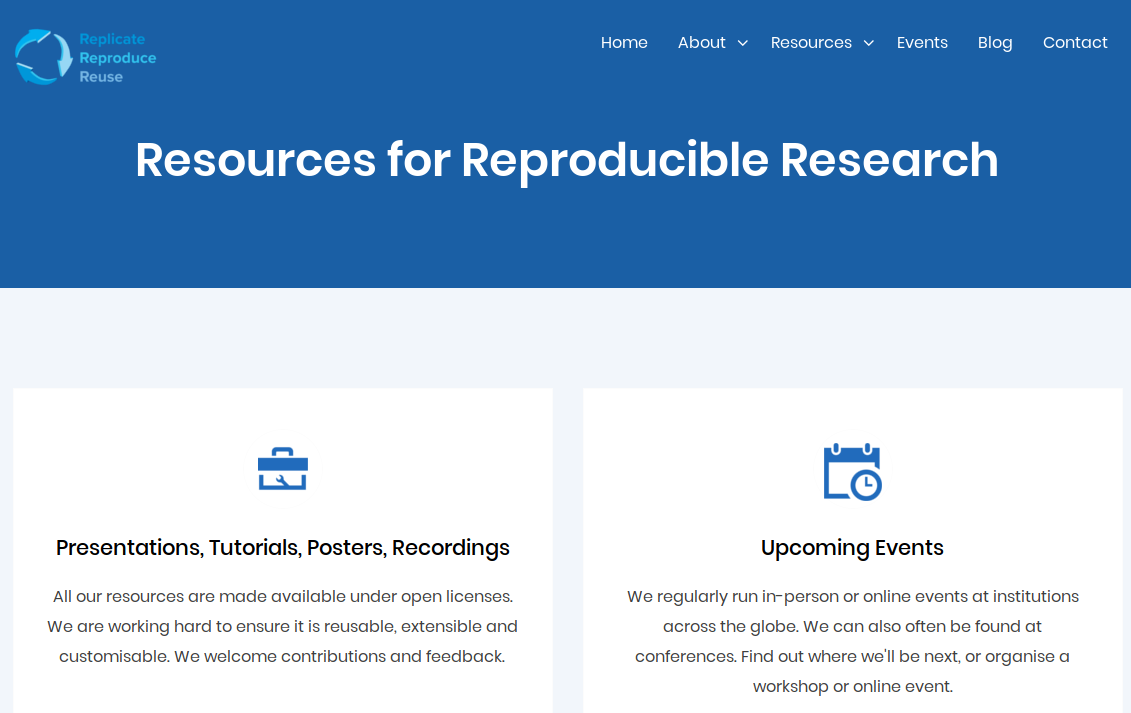 Replicate
Reproduce
Reuse
Home About Resources Events Blog Contact
Resources for Reproducible Research
Presentations, Tutorials, Posters, Recordings
All our resources are made available under open licenses.
We are working hard to ensure it is reusable, extensible and
customisable. We welcome contributions and feedback.
Upcoming Events
We regularly run in-person or online events at institutions
across the globe. We can also often be found at
conferences. Find out where we'll be next, or organise a
workshop or online event.